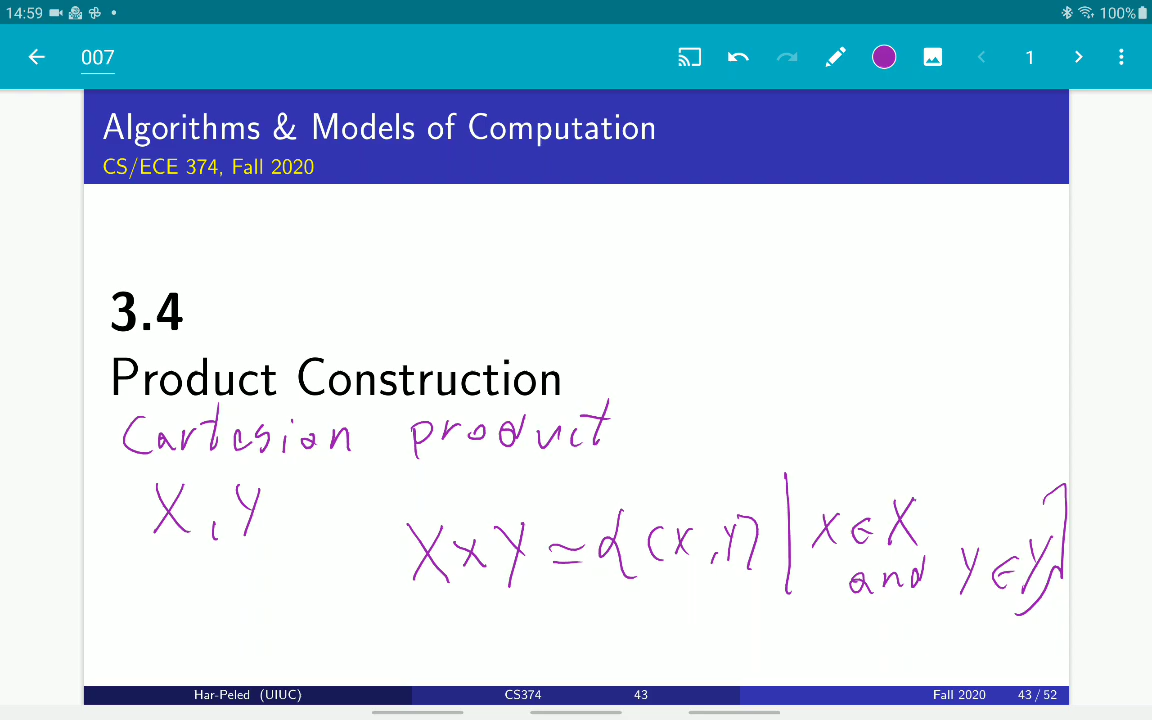 14:59 100%
007 1
Algorithms & Models of Computation
CS/ECE 374, Fall 2020
3.4
Product Construction
Cartesian product
X, Y
X × Y ≃ {(x, y) | x ∈ X
and y ∈ Y}
Har-Peled (UIUC) CS374 43 Fall 2020 43 / 52